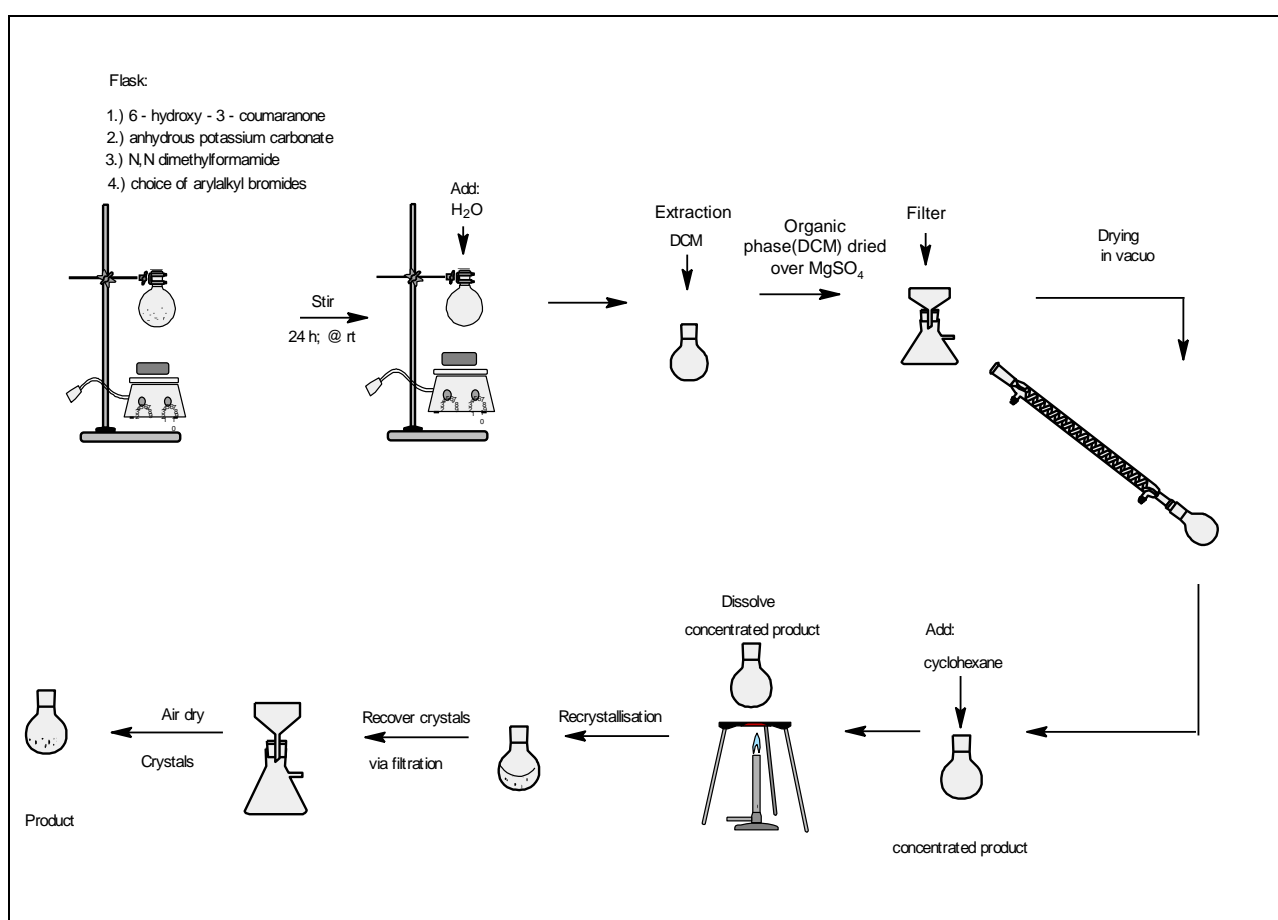 Flask:
1.) 6 - hydroxy - 3 - coumaranone
2.) anhydrous potassium carbonate
3.) N,N dimethylformamide
4.) choice of arylalkyl bromides
Stir
24 h; @ rt
Add:
H₂O
Extraction
DCM
Organic
phase(DCM) dried
over MgSO₄
Filter
Drying
in vacuo
Add:
cyclohexane
concentrated product
Dissolve
concentrated product
Recrystallisation
Recover crystals
via filtration
Air dry
Crystals
Product